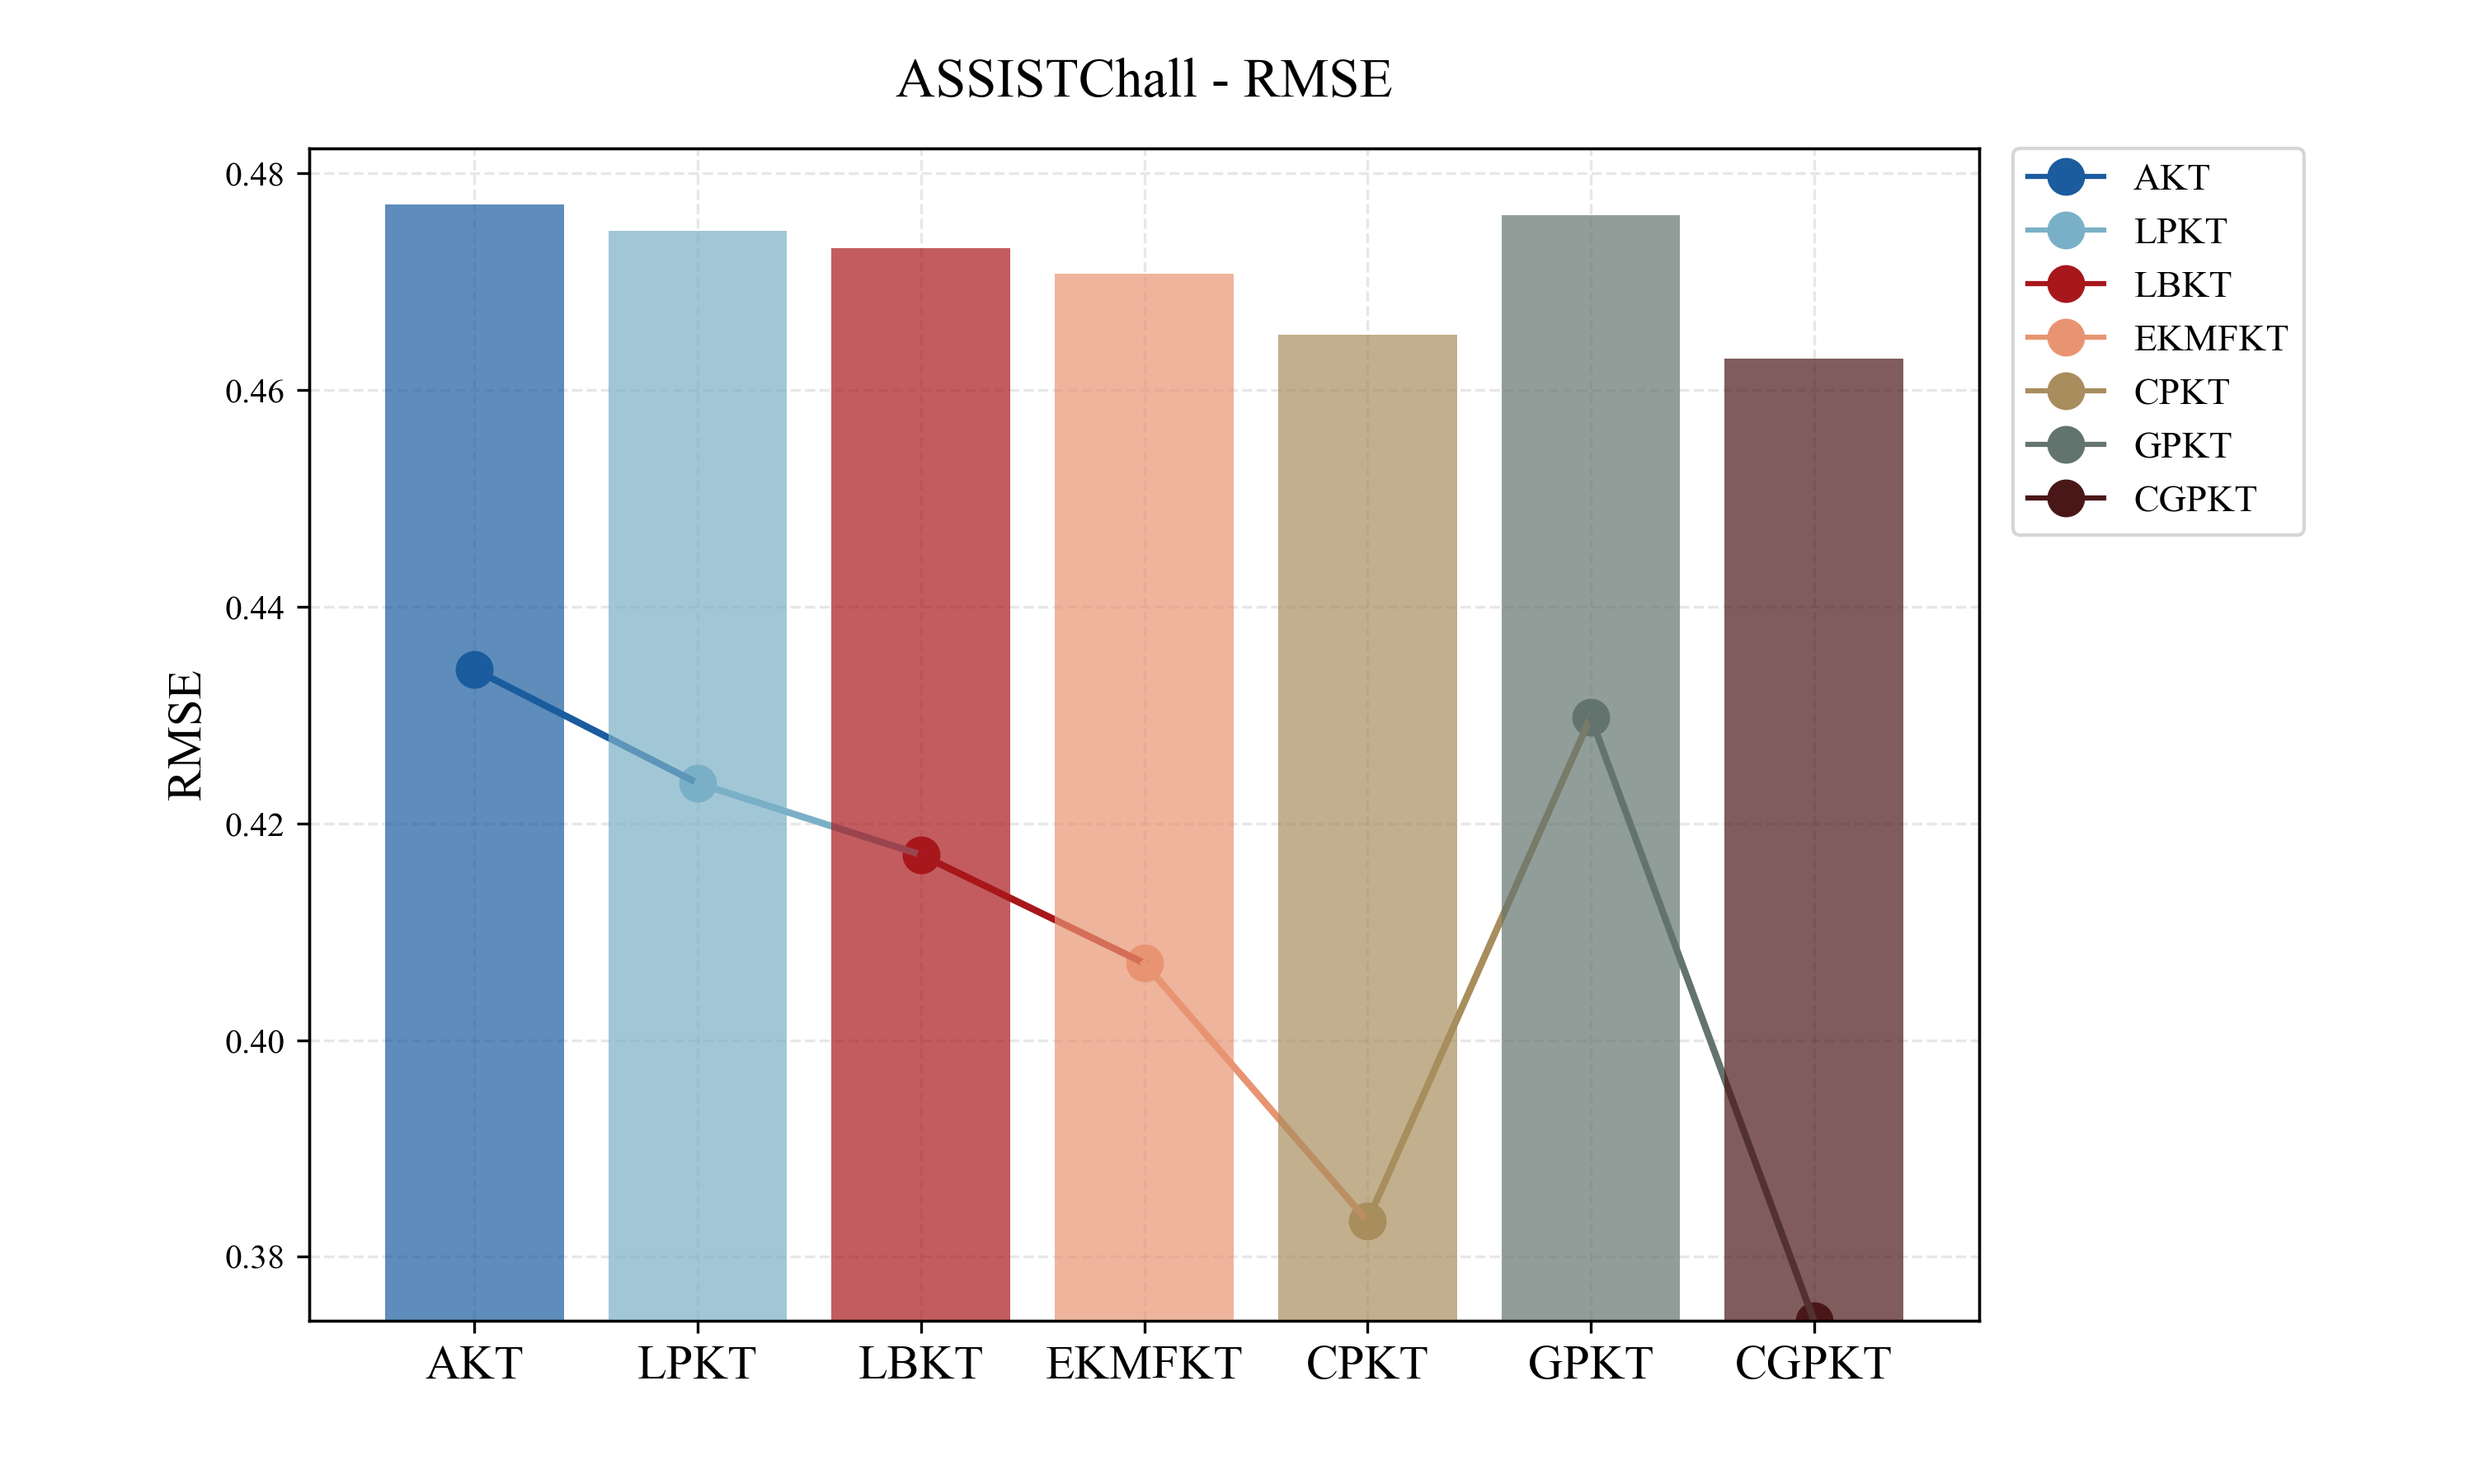 ASSISTChall - RMSE
RMSE
0.48
0.46
0.44
0.42
0.40
0.38
AKT
LPKT
LBKT
EKMFKT
CPKT
GPKT
CGPKT
AKT
LPKT
LBKT
EKMFKT
CPKT
GPKT
CGPKT